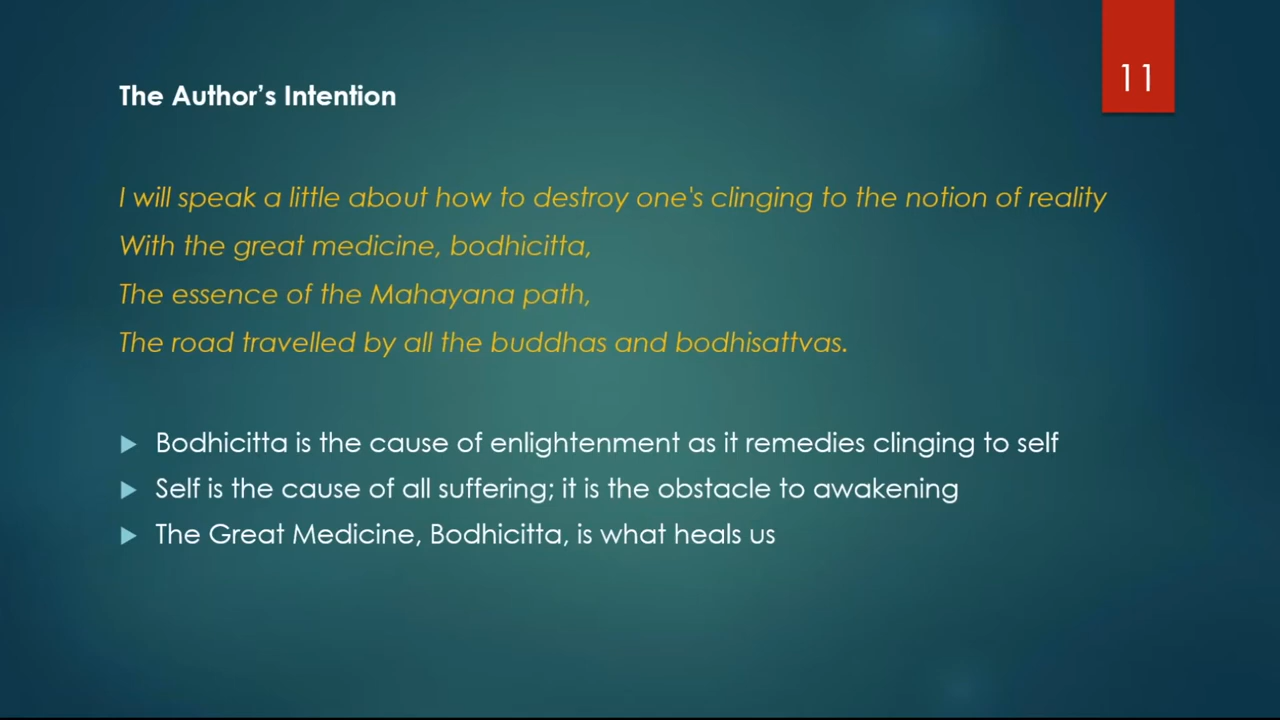 11
The Author's Intention
I will speak a little about how to destroy one's clinging to the notion of reality
With the great medicine, bodhicitta,
The essence of the Mahayana path,
The road travelled by all the buddhas and bodhisattvas.
Bodhicitta is the cause of enlightenment as it remedies clinging to self
Self is the cause of all suffering; it is the obstacle to awakening
The Great Medicine, Bodhicitta, is what heals us